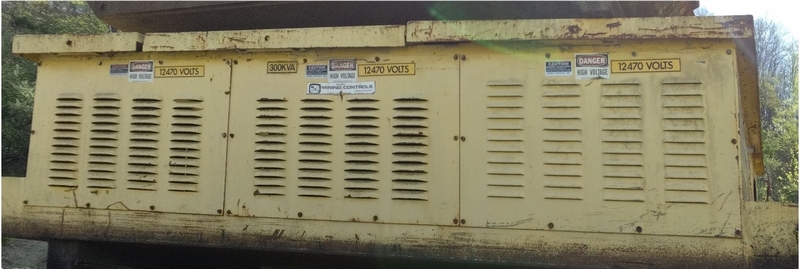 DANGER
HIGH VOLTAGE
12470 VOLTS
300KVA
CAUTION
DANGER
HIGH VOLTAGE
12470 VOLTS
MINING CONTROLS
CAUTION
DANGER
HIGH VOLTAGE
12470 VOLTS